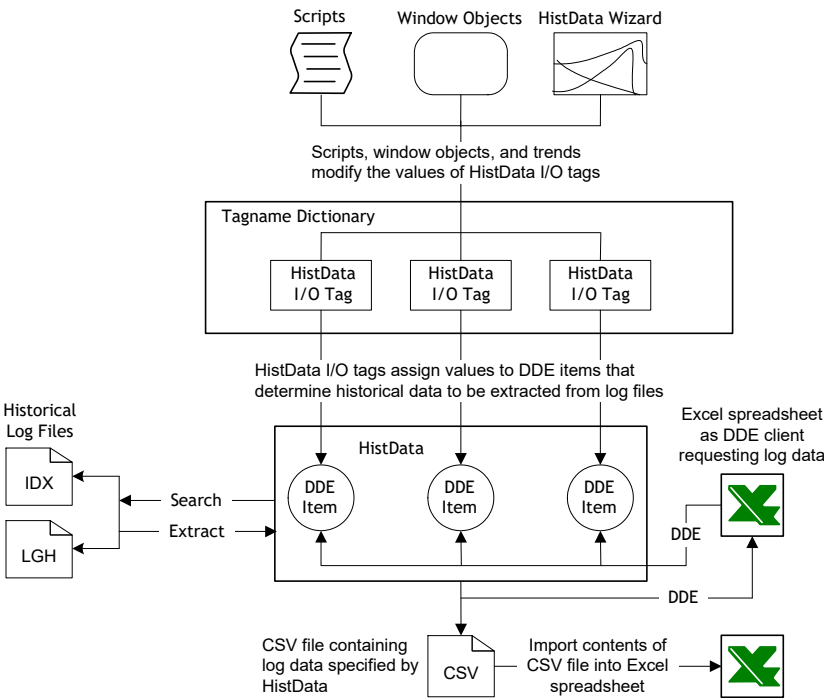 Scripts
Window Objects
HistData Wizard
Scripts, window objects, and trends
modify the values of HistData I/O tags
Tagname Dictionary
HistData
I/O Tag
HistData
I/O Tag
HistData
I/O Tag
HistData I/O tags assign values to DDE items that
determine historical data to be extracted from log files
Historical
Log Files
IDX
LGH
Search
Extract
HistData
DDE
Item
DDE
Item
DDE
Item
Excel spreadsheet
as DDE client
requesting log data
DDE
DDE
CSV file containing
log data specified by
HistData
CSV
Import contents of
CSV file into Excel
spreadsheet